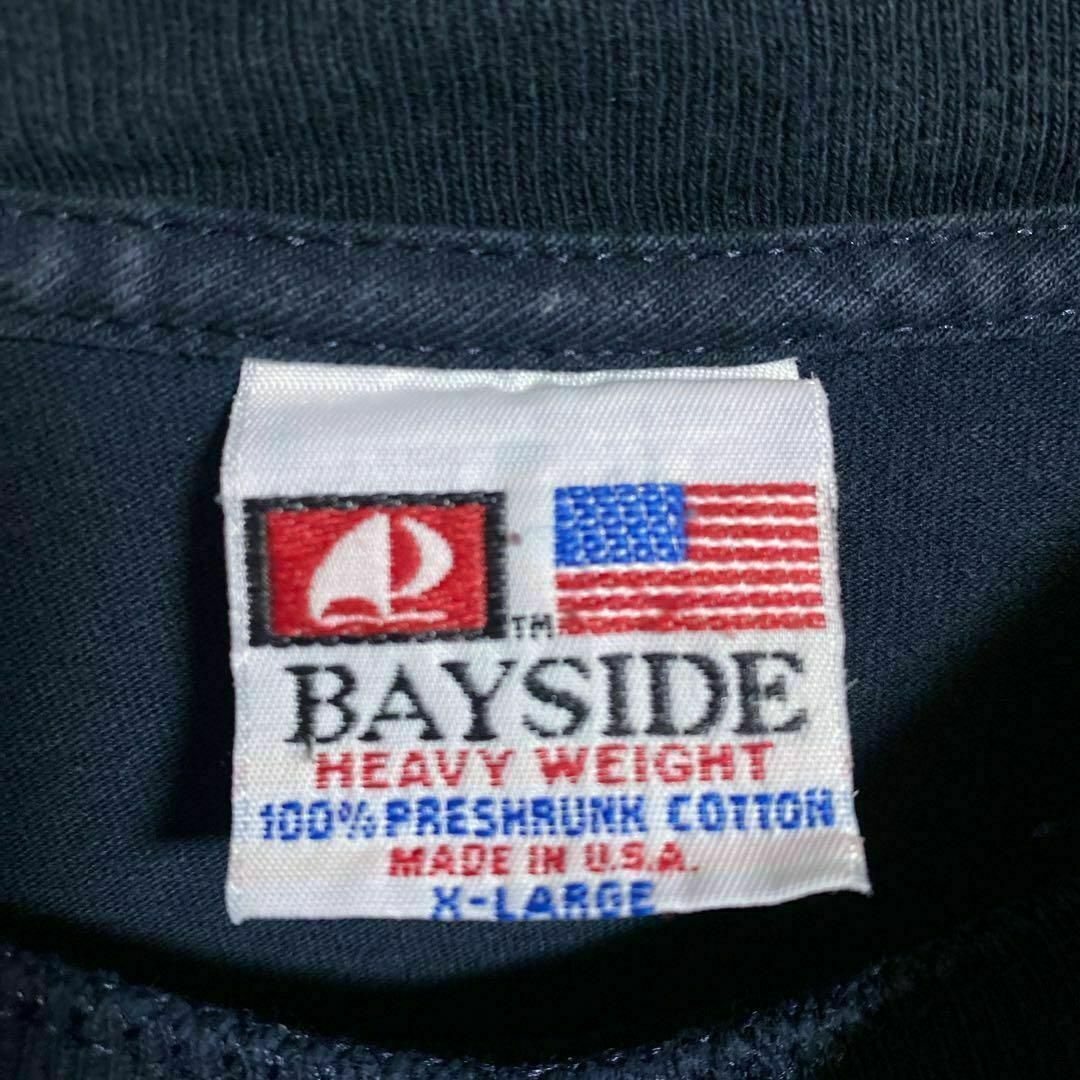 TM
BAYSIDE
HEAVY WEIGHT
100% PRESHRUNK COTTON
MADE IN U.S.A.
X-LARGE